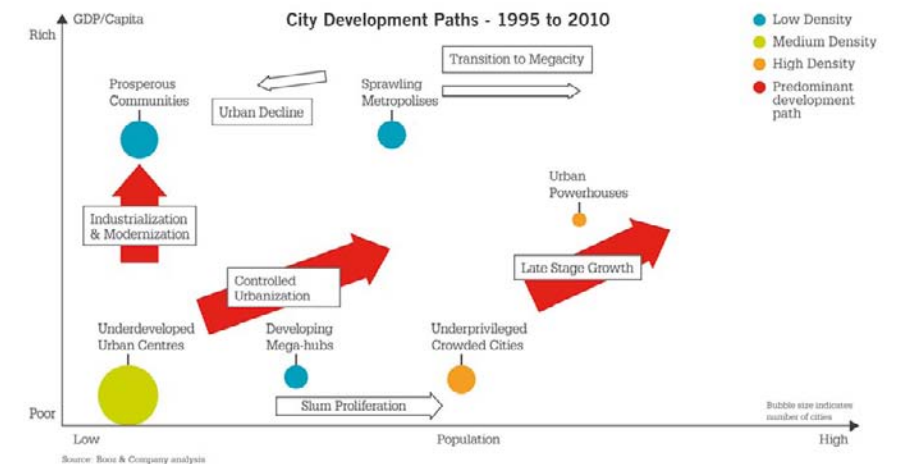 City Development Paths - 1995 to 2010
GDP/Capita
Rich
Low Density
Medium Density
High Density
Predominant
development
path
Transition to Megacity
Prosperous
Communities
Urban Decline
Sprawling
Metropolises
Urban
Powerhouses
Industrialization
& Modernization
Controlled
Urbanization
Late Stage Growth
Underdeveloped
Urban Centres
Developing
Mega-hubs
Underprivileged
Crowded Cities
Slum Proliferation
Bubble size indicates
number of cities
Poor
Low
Population
High
Source: Booz & Company analysis